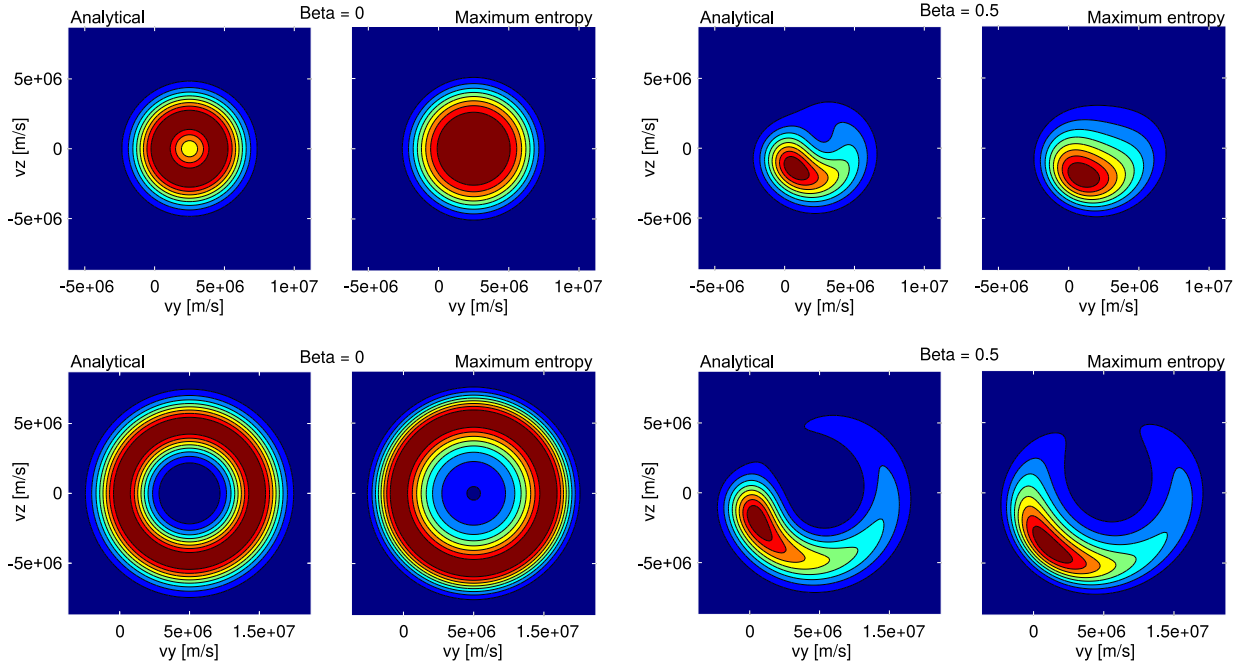 Analytical Beta = 0 Maximum entropy
Analytical Beta = 0.5 Maximum entropy
vz [m/s]
5e+06
0
-5e+06
-5e+06 0 5e+06 1e+07
vy [m/s]
-5e+06 0 5e+06 1e+07
vy [m/s]
vz [m/s]
5e+06
0
-5e+06
-5e+06 0 5e+06 1e+07
vy [m/s]
-5e+06 0 5e+06 1e+07
vy [m/s]
Analytical Beta = 0 Maximum entropy
Analytical Beta = 0.5 Maximum entropy
vz [m/s]
5e+06
0
-5e+06
0 5e+06 1.5e+07
vy [m/s]
0 5e+06 1.5e+07
vy [m/s]
vz [m/s]
5e+06
0
-5e+06
0 5e+06 1.5e+07
vy [m/s]
0 5e+06 1.5e+07
vy [m/s]